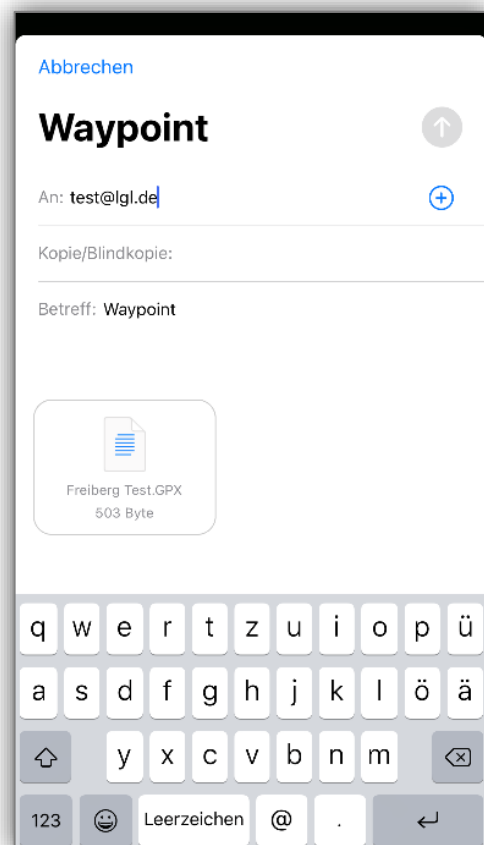 Abbrechen
Waypoint
An: test@lgl.de
Kopie/Blindkopie:
Betreff: Waypoint
Freiberg Test.GPX
503 Byte
q w e r t z u i o p ü
a s d f g h j k l ö ä
y x c v b n m
123 Leerzeichen @ .